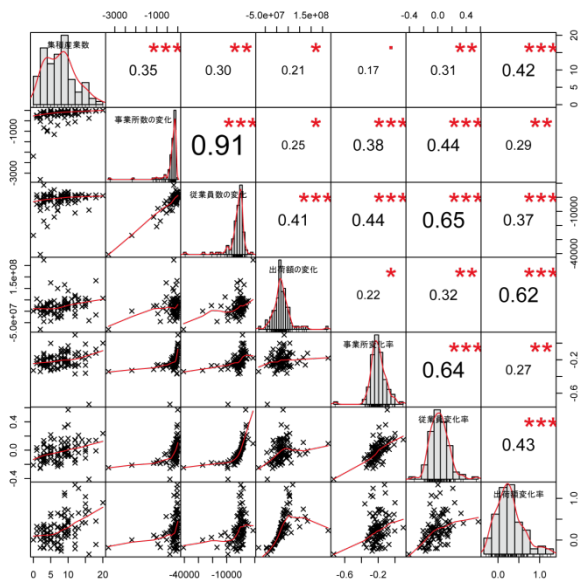 -3000 -1000 -5.0e+07 1.5e+08 -0.4 0.0 0.4
集積産業数 0.35 *** 0.30 ** 0.21 * 0.17 . 0.31 ** 0.42 *** 0 5 10 15 20
-3000 -1000 事業所数の変化 0.91 *** 0.25 * 0.38 *** 0.44 *** 0.29 **
従業員数の変化 0.41 *** 0.44 *** 0.65 *** 0.37 *** -40000 -10000
-5.0e+07 1.5e+08 出荷額の変化 0.22 * 0.32 ** 0.62 ***
事業所変化率 0.64 *** 0.27 ** -0.6 -0.2
-0.4 0.0 0.4 従業員変化率 0.43 ***
出荷額変化率 0.0 1.0
0 5 10 20 -40000 -10000 -0.6 -0.2 0.0 0.5 1.0